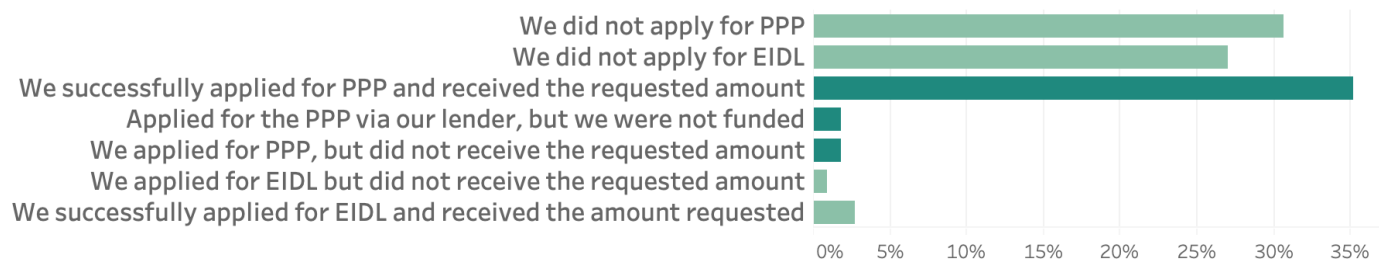 We did not apply for PPP
We did not apply for EIDL
We successfully applied for PPP and received the requested amount
Applied for the PPP via our lender, but we were not funded
We applied for PPP, but did not receive the requested amount
We applied for EIDL but did not receive the requested amount
We successfully applied for EIDL and received the amount requested
0% 5% 10% 15% 20% 25% 30% 35%